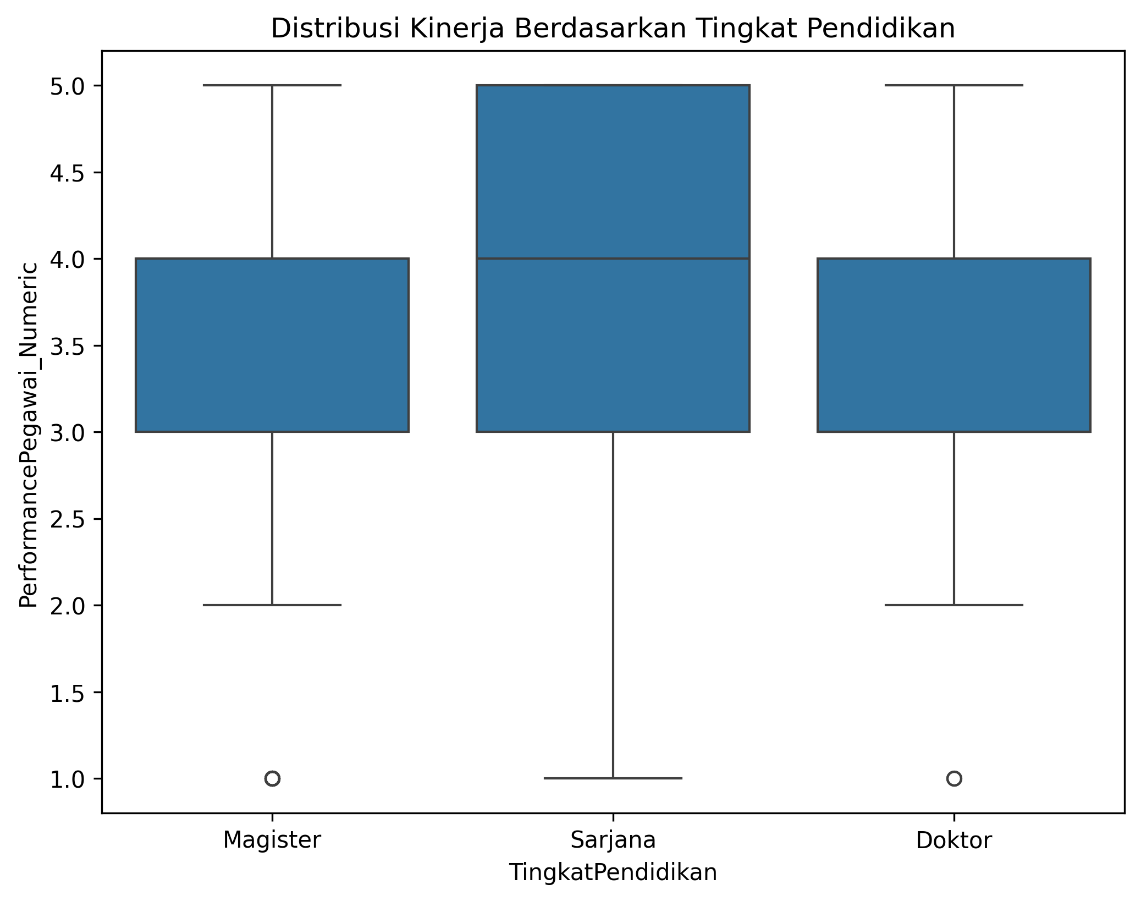 Distribusi Kinerja Berdasarkan Tingkat Pendidikan
PerformancePegawai_Numeric
5.0
4.5
4.0
3.5
3.0
2.5
2.0
1.5
1.0
Magister
Sarjana
Doktor
TingkatPendidikan